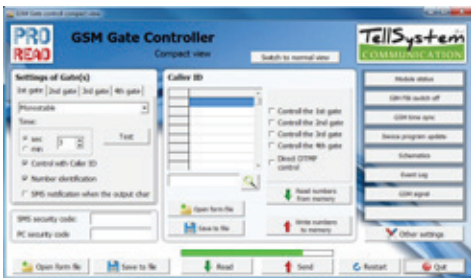 GSM Gate control compact view
PRO READ
GSM Gate Controller
Compact view
Switch to normal view
TellSystem
COMMUNICATION
Settings of Gate(s)
1st gate 2nd gate 3rd gate 4th gate
Monostable
Time:
sec
min
3
Test
Control with Caller ID
Number identification
SMS notification when the output char
SMS security code:
PC security code
Caller ID
Control the 1st gate
Control the 2nd gate
Control the 3rd gate
Control the 4th gate
Direct DTMF control
Open form file
Save to file
Read numbers from memory
Write numbers to memory
Module status
GSM time sync
Device program update
Schematics
Event Log
GSM signal
Other settings
Open form file
Save to file
Read
Send
Restart
Quit